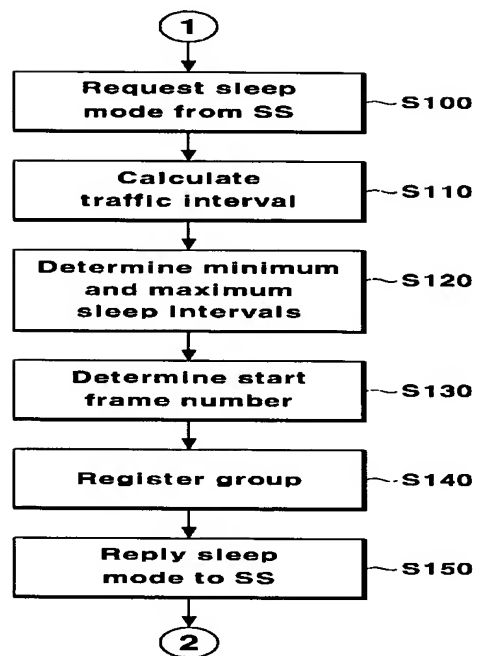 1
Request sleep
mode from SS
S100
Calculate
traffic interval
S110
Determine minimum
and maximum
sleep intervals
S120
Determine start
frame number
S130
Register group
S140
Reply sleep
mode to SS
S150
2